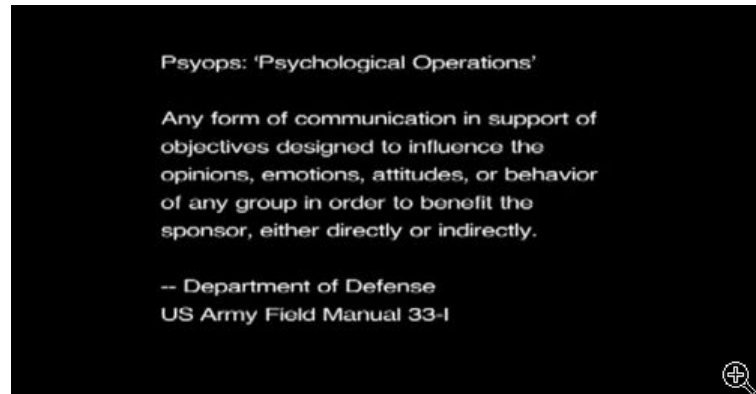 Psyops: ‘Psychological Operations’
Any form of communication in support of
objectives designed to influence the
opinions, emotions, attitudes, or behavior
of any group in order to benefit the
sponsor, either directly or indirectly.
-- Department of Defense
US Army Field Manual 33-I